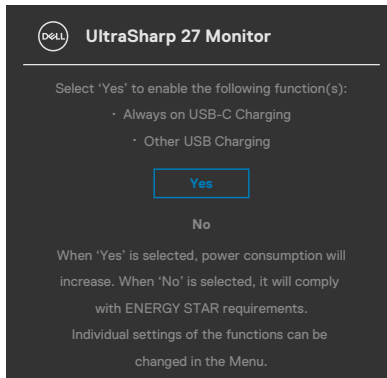 DELL UltraSharp 27 Monitor
Select ‘Yes’ to enable the following function(s):
· Always on USB-C Charging
· Other USB Charging
Yes
No
When ‘Yes’ is selected, power consumption will
increase. When ‘No’ is selected, it will comply
with ENERGY STAR requirements.
Individual settings of the functions can be
changed in the Menu.